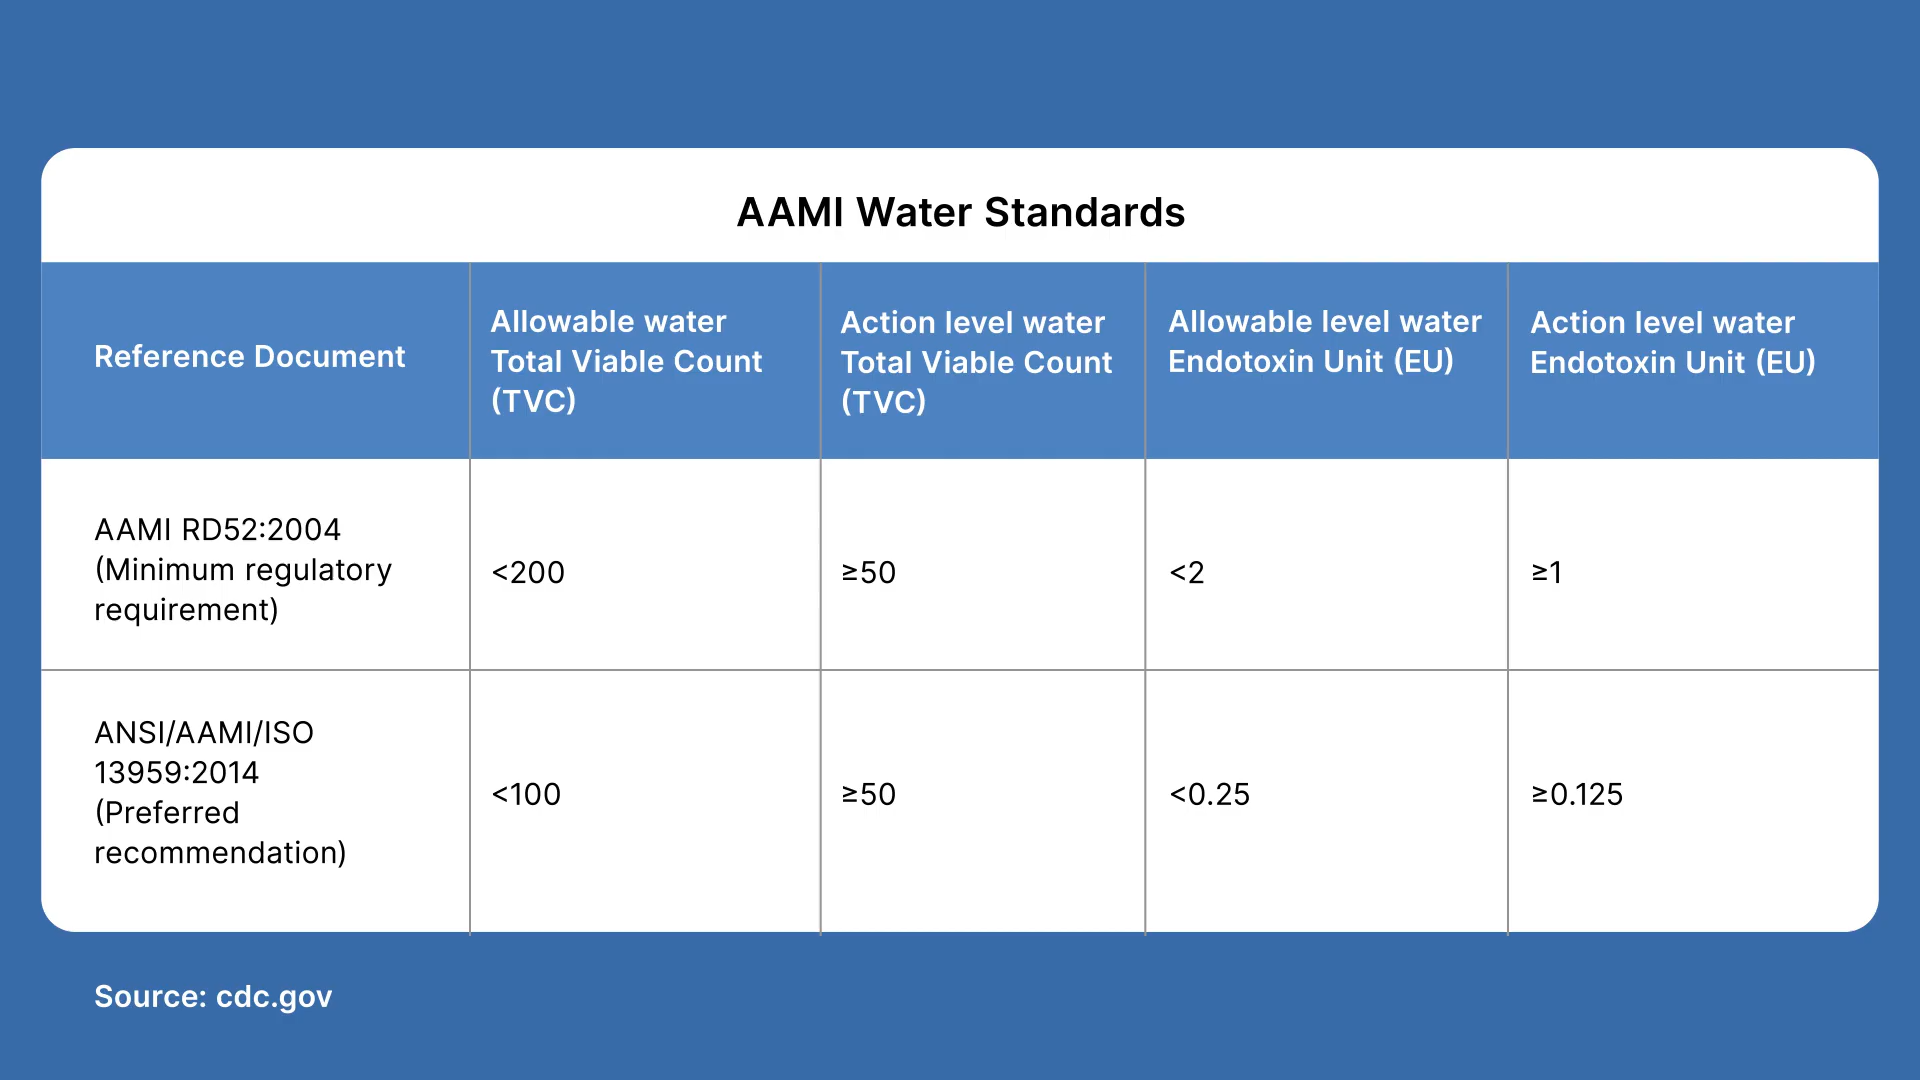 AAMI Water Standards
Reference Document
Allowable water
Total Viable Count
(TVC)
Action level water
Total Viable Count
(TVC)
Allowable level water
Endotoxin Unit (EU)
Action level water
Endotoxin Unit (EU)
AAMI RD52:2004
(Minimum regulatory
requirement)
<200
≥50
<2
≥1
ANSI/AAMI/ISO
13959:2014
(Preferred
recommendation)
<100
≥50
<0.25
≥0.125
Source: cdc.gov